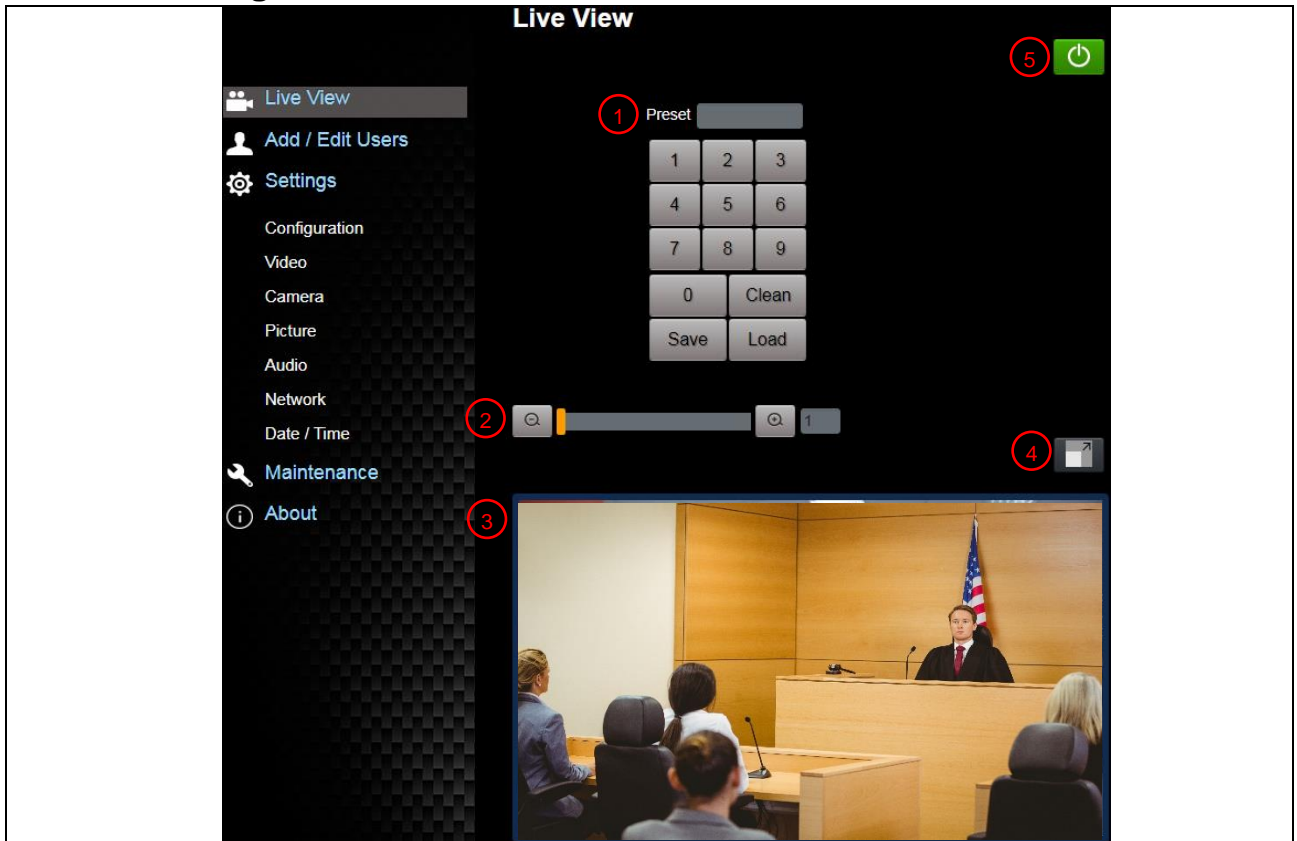 Live View
5
Live View
1 Preset
Add / Edit Users
1 2 3
Settings
4 5 6
Configuration
7 8 9
Video
Camera
0 Clean
Picture
Save Load
Audio
Network
2 1
Date / Time
4
Maintenance
About
3